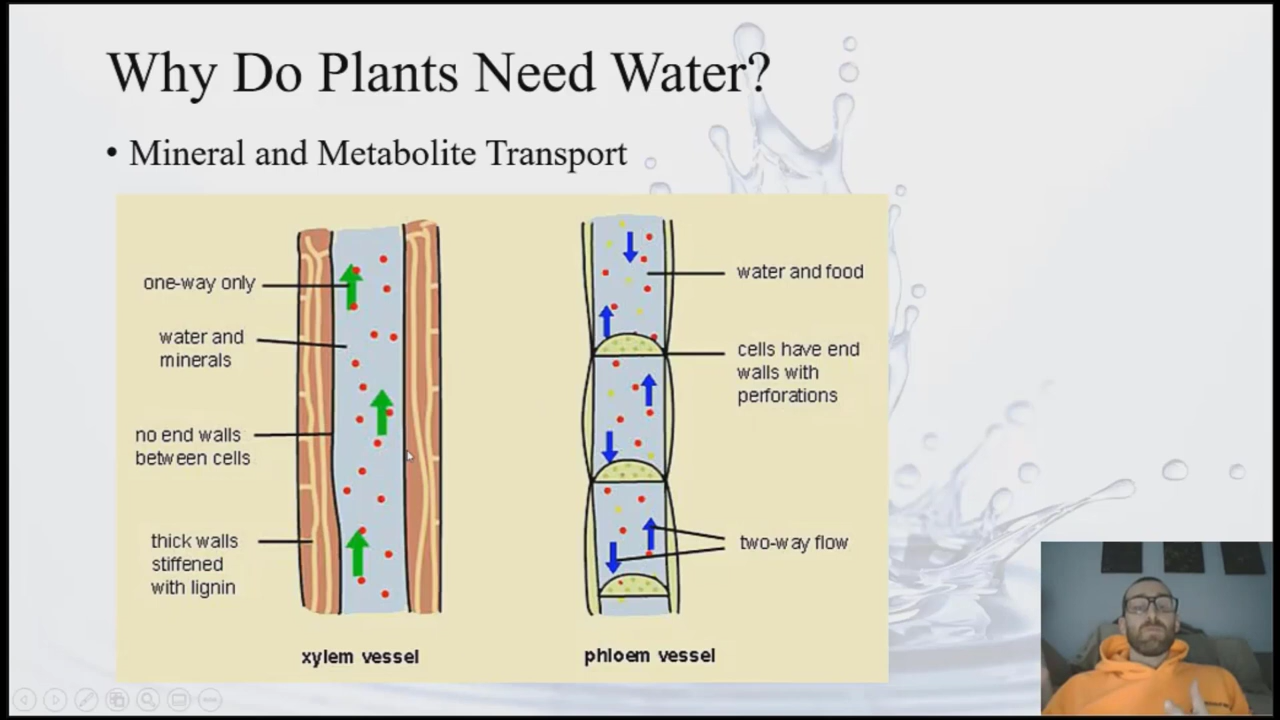 Why Do Plants Need Water?
• Mineral and Metabolite Transport
one-way only
water and
minerals
no end walls
between cells
thick walls
stiffened
with lignin
xylem vessel
water and food
cells have end
walls with
perforations
two-way flow
phloem vessel